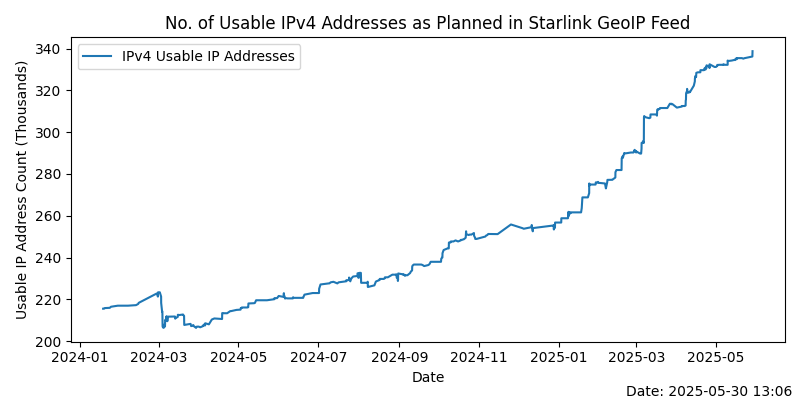 No. of Usable IPv4 Addresses as Planned in Starlink GeoIP Feed
IPv4 Usable IP Addresses
Usable IP Address Count (Thousands)
340
320
300
280
260
240
220
200
2024-01 2024-03 2024-05 2024-07 2024-09 2024-11 2025-01 2025-03 2025-05
Date
Date: 2025-05-30 13:06